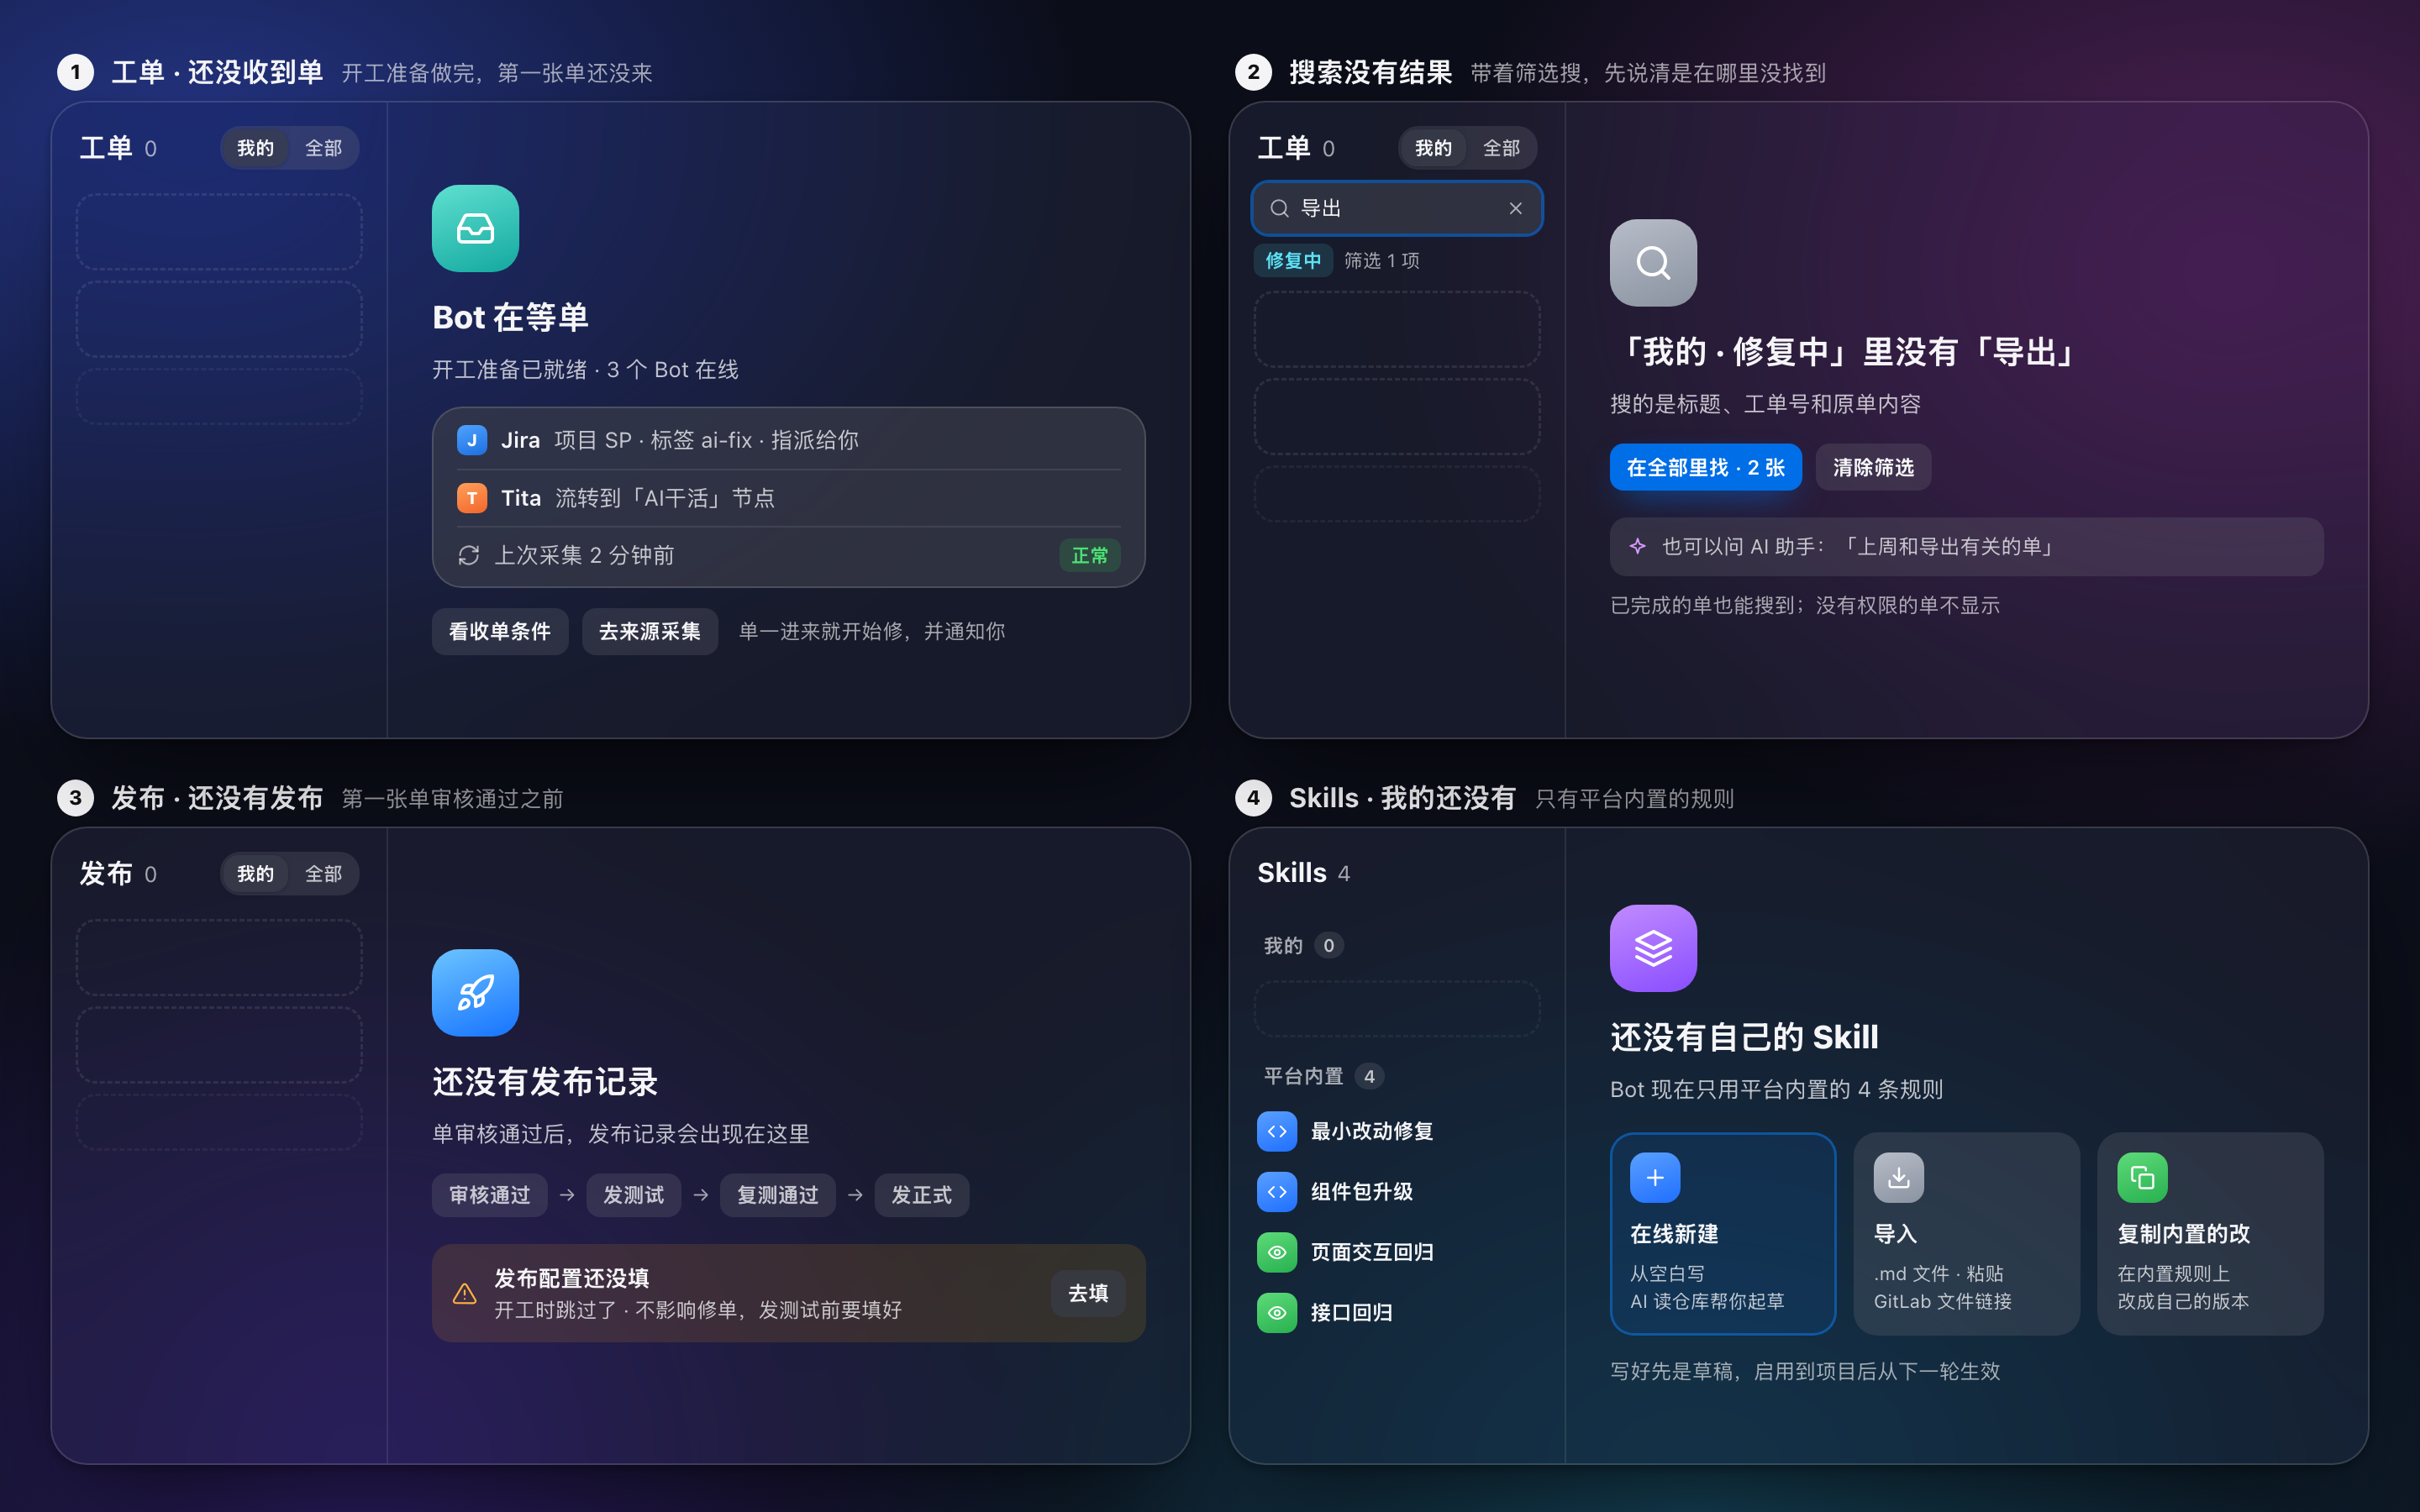 1 工单 · 还没收到单 开工准备做完，第一张单还没来
工单 0 我的 全部
Bot 在等单
开工准备已就绪 · 3 个 Bot 在线
J Jira 项目 SP · 标签 ai-fix · 指派给你
T Tita 流转到「AI干活」节点
上次采集 2 分钟前 正常
看收单条件 去来源采集 单一进来就开始修，并通知你
2 搜索没有结果 带着筛选搜，先说清是在哪里没找到
工单 0 我的 全部
导出
修复中 筛选 1 项
「我的 · 修复中」里没有「导出」
搜的是标题、工单号和原单内容
在全部里找 · 2 张 清除筛选
也可以问 AI 助手：「上周和导出有关的单」
已完成的单也能搜到；没有权限的单不显示
3 发布 · 还没有发布 第一张单审核通过之前
发布 0 我的 全部
还没有发布记录
单审核通过后，发布记录会出现在这里
审核通过 → 发测试 → 复测通过 → 发正式
发布配置还没填
开工时跳过了 · 不影响修单，发测试前要填好
去填
4 Skills · 我的还没有 只有平台内置的规则
Skills 4
我的 0
平台内置 4
最小改动修复
组件包升级
页面交互回归
接口回归
还没有自己的 Skill
Bot 现在只用平台内置的 4 条规则
在线新建
从空白写
AI 读仓库帮你起草
导入
.md 文件 · 粘贴
GitLab 文件链接
复制内置的改
在内置规则上
改成自己的版本
写好先是草稿，启用到项目后从下一轮生效